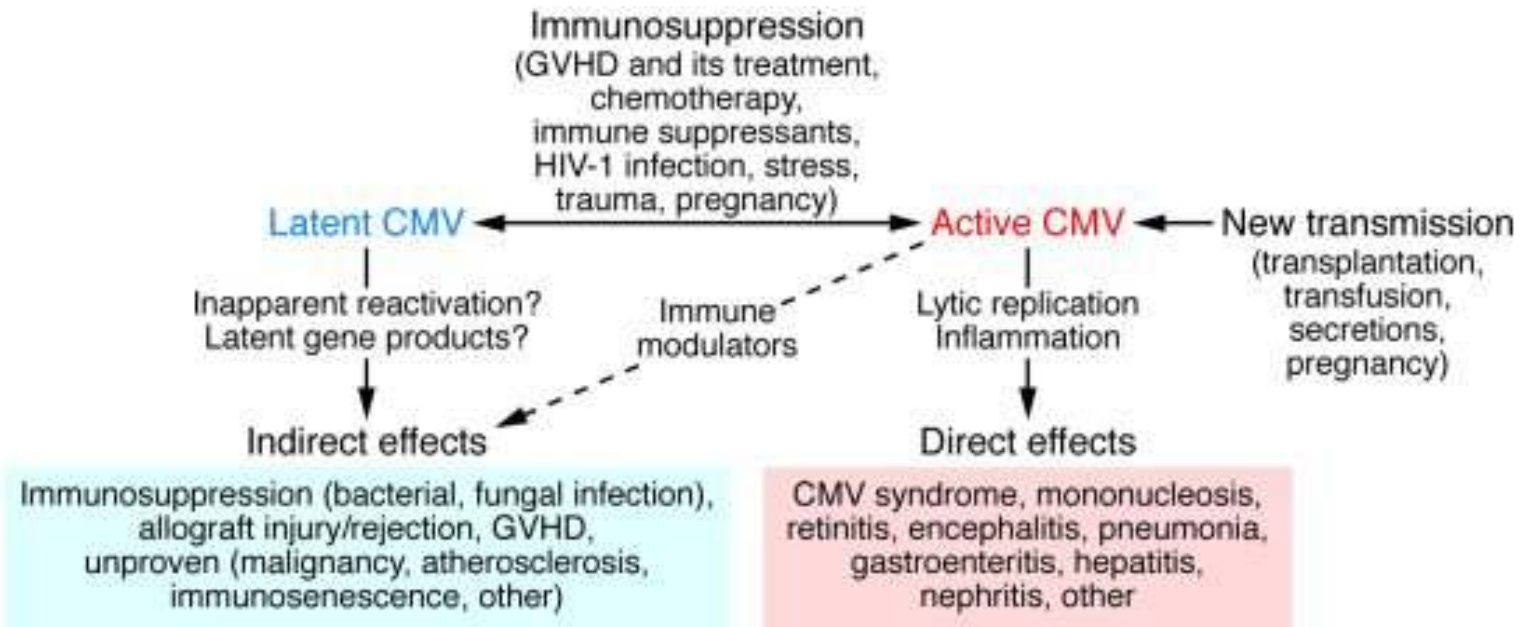 Immunosuppression
(GVHD and its treatment,
chemotherapy,
immune suppressants,
HIV-1 infection, stress,
trauma, pregnancy)
Latent CMV
Active CMV
New transmission
(transplantation,
transfusion,
secretions,
pregnancy)
Inapparent reactivation?
Latent gene products?
Immune
modulators
Lytic replication
Inflammation
Indirect effects
Immunosuppression (bacterial, fungal infection),
allograft injury/rejection, GVHD,
unproven (malignancy, atherosclerosis,
immunosenescence, other)
Direct effects
CMV syndrome, mononucleosis,
retinitis, encephalitis, pneumonia,
gastroenteritis, hepatitis,
nephritis, other